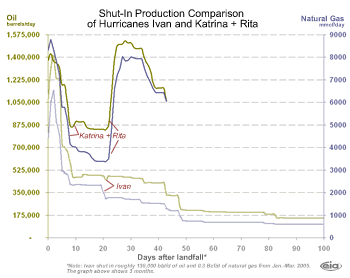 Shut-In Production Comparison
of Hurricanes Ivan and Katrina + Rita
Oil
barrels/day
Natural Gas
mmcf/day
1,575,000
1,400,000
1,225,000
1,050,000
875,000
700,000
525,000
350,000
175,000
-
9000
8000
7000
6000
5000
4000
3000
2000
1000
0
Katrina + Rita
Ivan
0 10 20 30 40 50 60 70 80 90 100
Days after landfall*
*Note: Ivan shut in roughly 150,000 bbl/d of oil and
of natural gas from Jan.-Mar. 2005.
The graph above shows 3 months.
eia